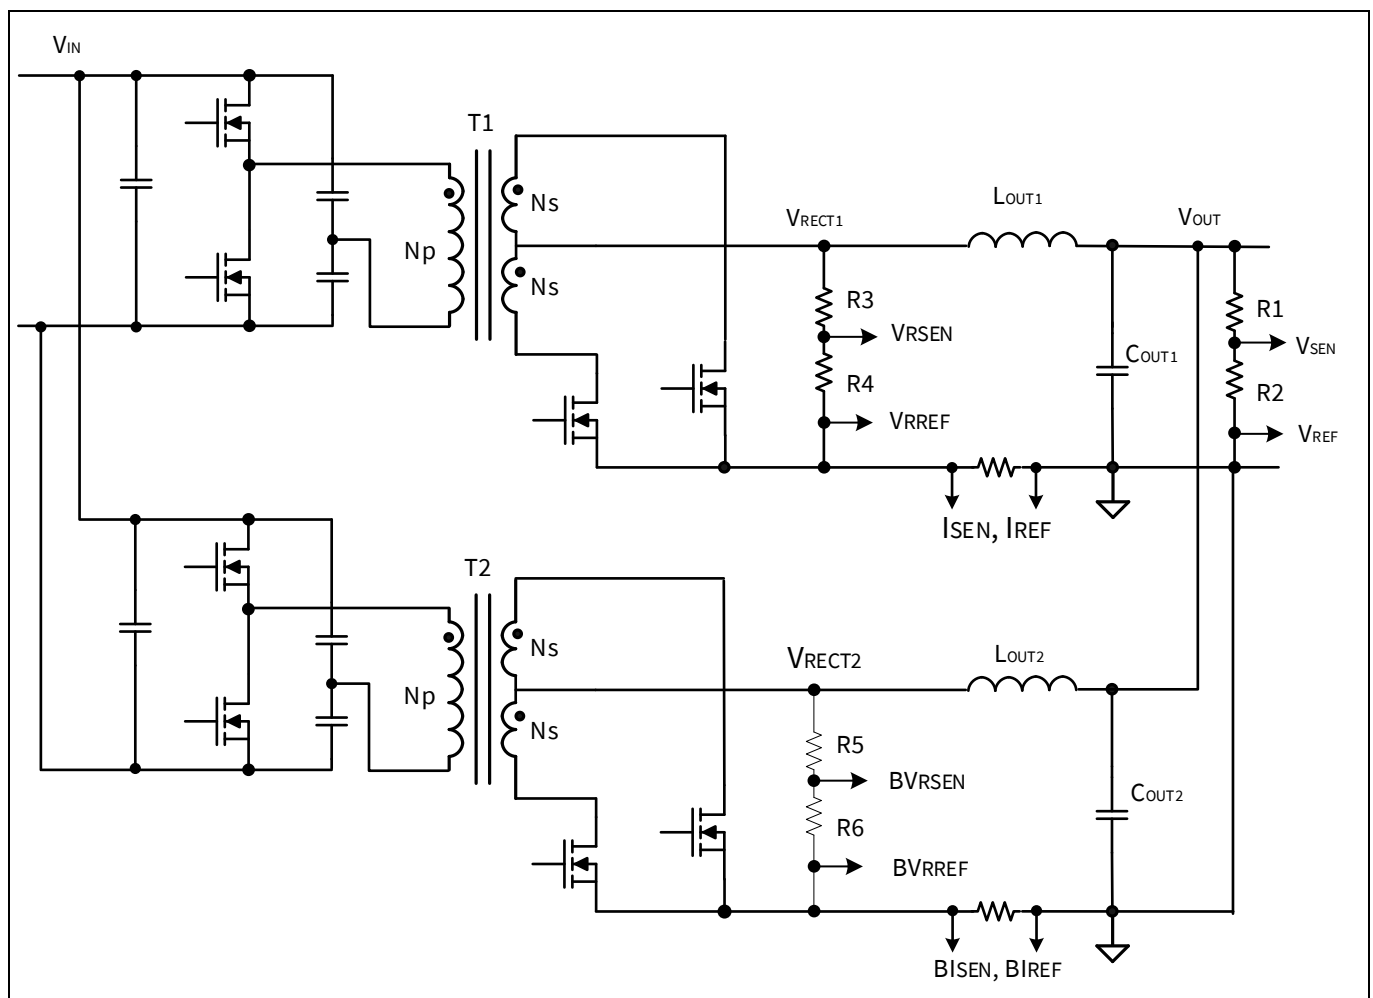 VIN
T1
Np
Ns
Ns
VRECT1
LOUT1
VOUT
R3
VRSEN
R4
VRREF
COUT1
R1
VSEN
R2
VREF
ISEN, IREF
T2
Np
Ns
Ns
VRECT2
LOUT2
R5
BVRSEN
R6
BVRREF
COUT2
BISEN, BIREF